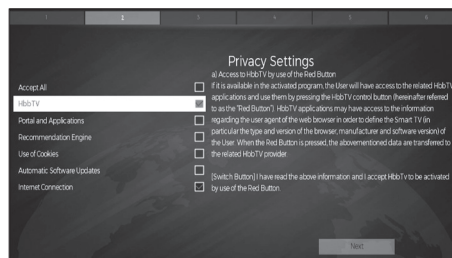 1 2 3 4 5 6
Privacy Settings
a) Access to HbbTV by use of the Red Button
If it is available in the activated program, the User will have access to the related HbbTV
applications and use them by pressing the HbbTV control button (hereinafter referred
to as the "Red Button"). HbbTV applications may have access to the information
regarding the user agent of the web browser in order to define the Smart TV (in
particular the type and version of the browser, manufacturer and software version) of
the User. When the Red Button is pressed, the abovementioned data are transferred to
the related HbbTV provider.
[Switch Button] I have read the above information and I accept HbbTv to be activated
by use of the Red Button
Accept All
HbbTV
Portal and Applications
Recommendation Engine
Use of Cookies
Automatic Software Updates
Internet Connection
Next